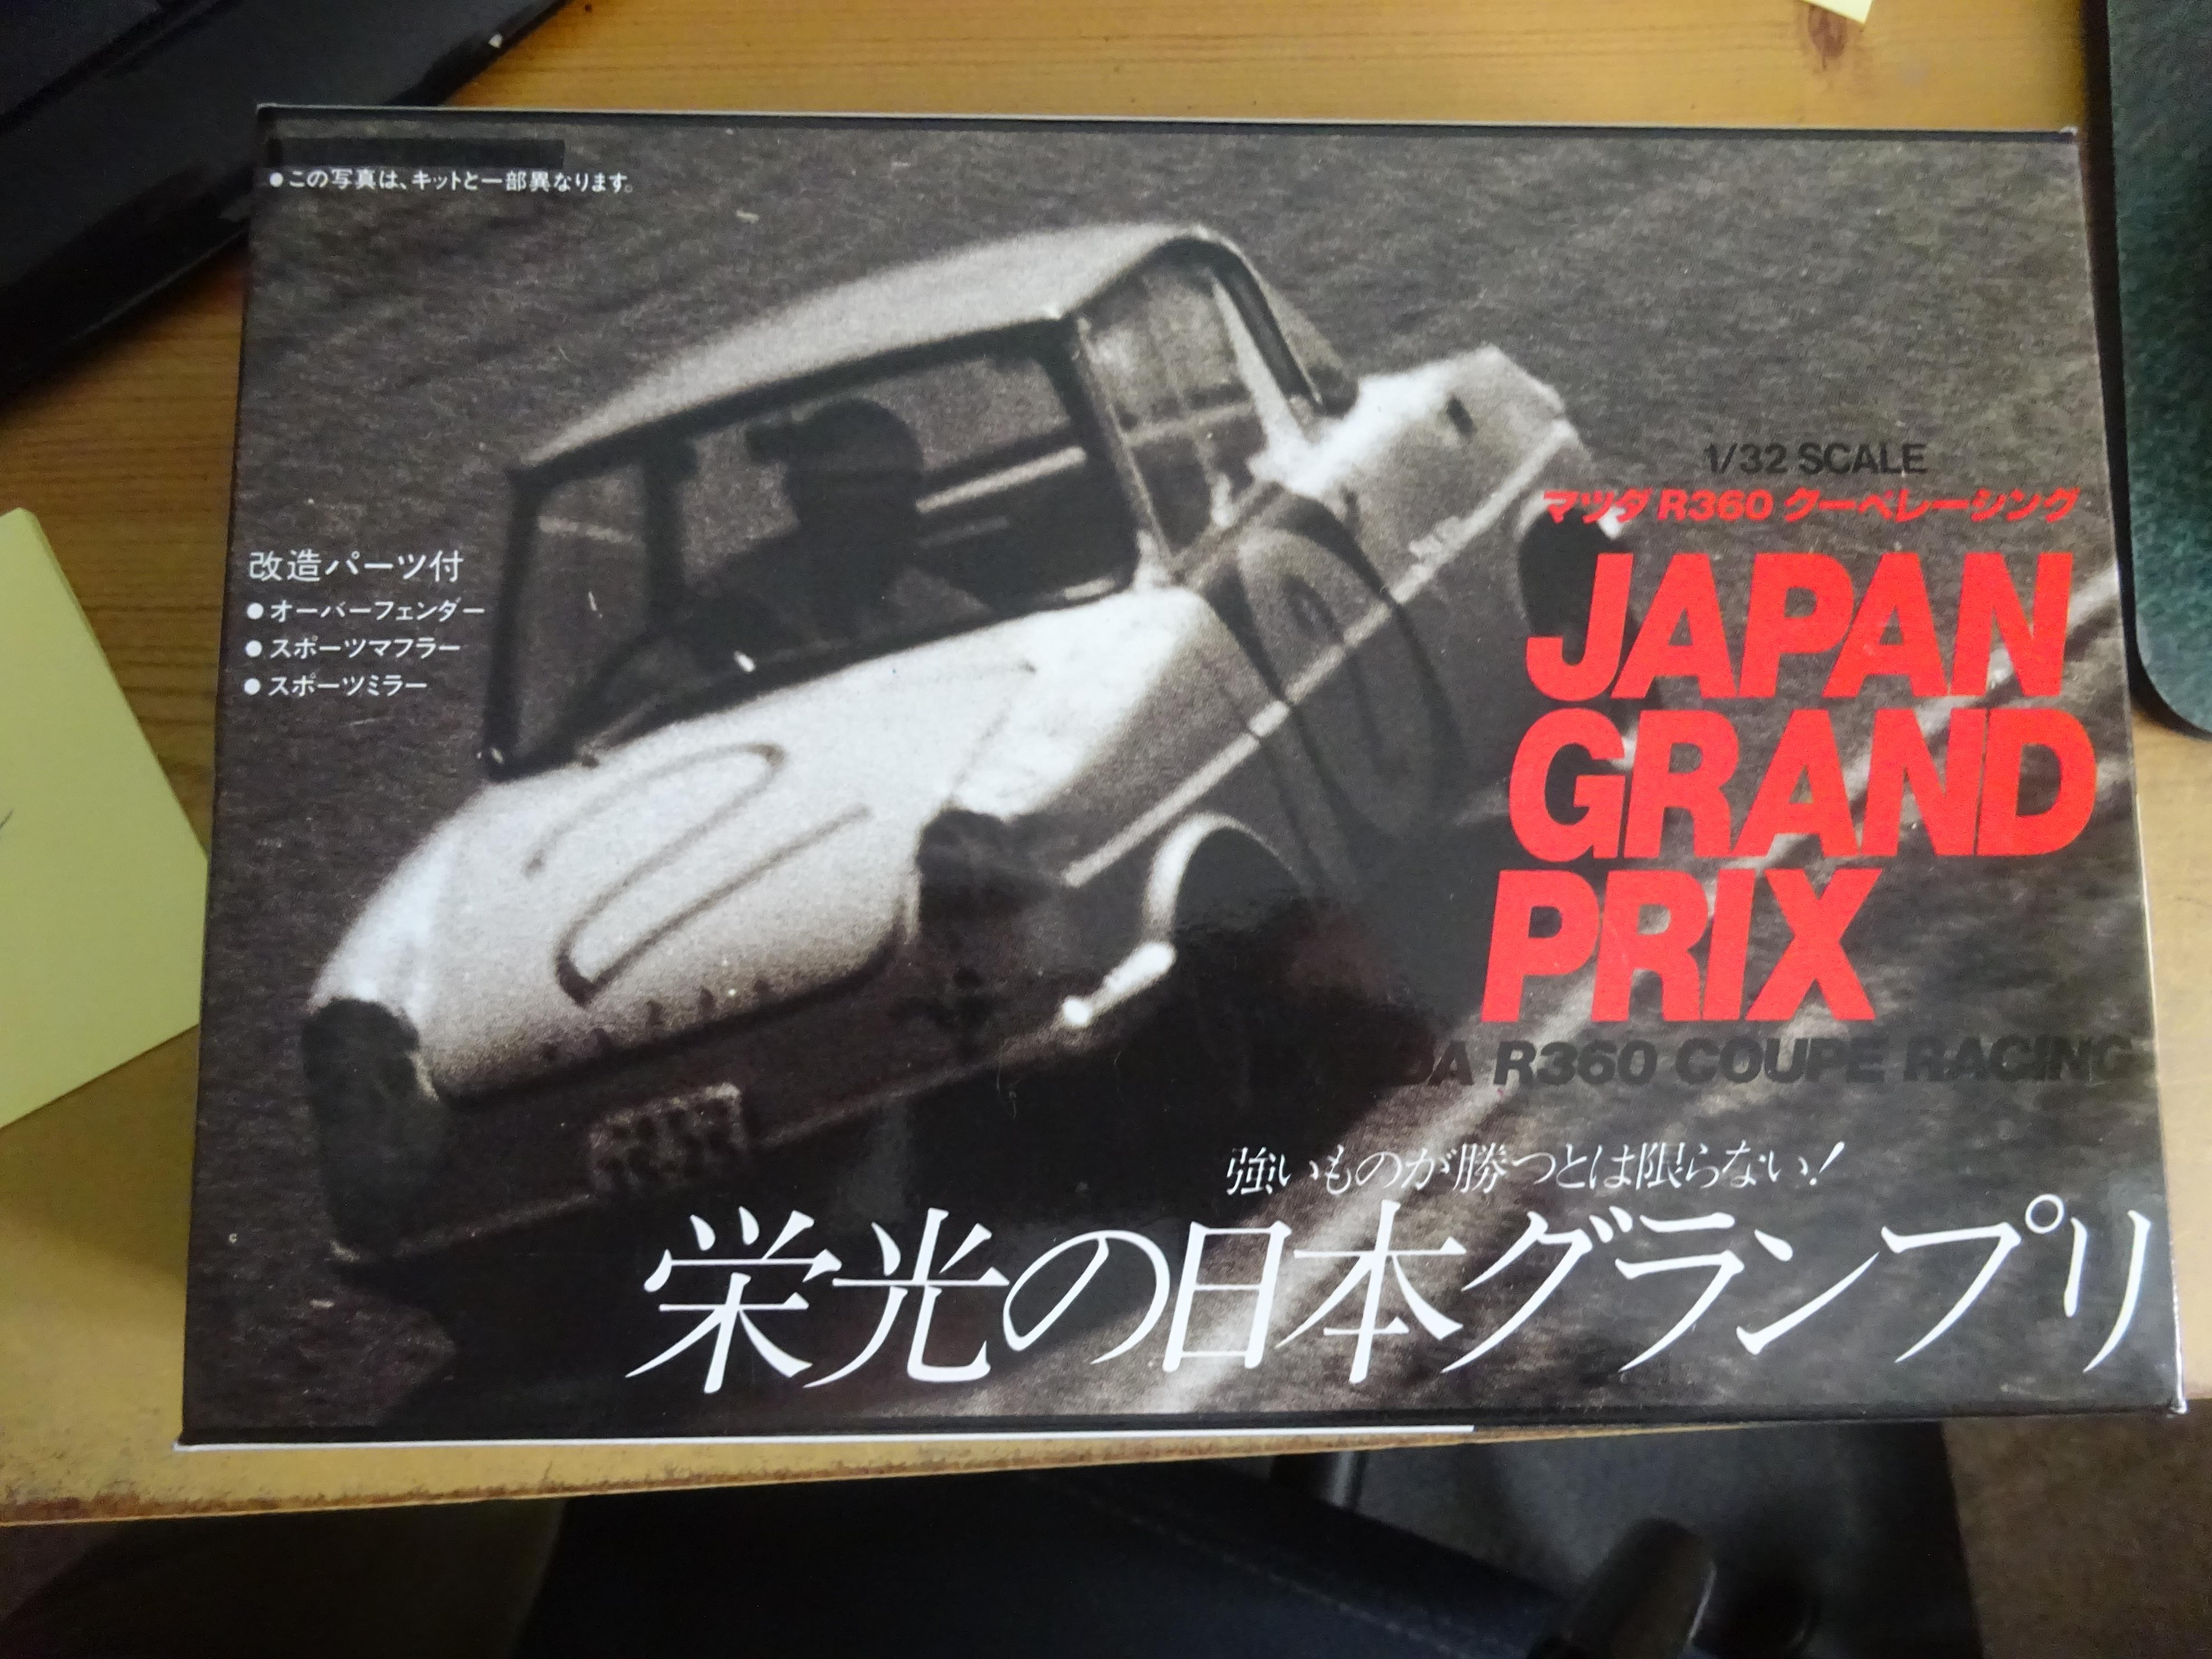 ●この写真は、キットと一部異なります。
改造パーツ付
●オーバーフェンダー
●スポーツマフラー
●スポーツミラー
1/32 SCALE
マツダ R360 クーペレーシング
JAPAN
GRAND
PRIX
R360 COUPE RACING
強いものが勝つとは限らない!
栄光の日本グランプリ